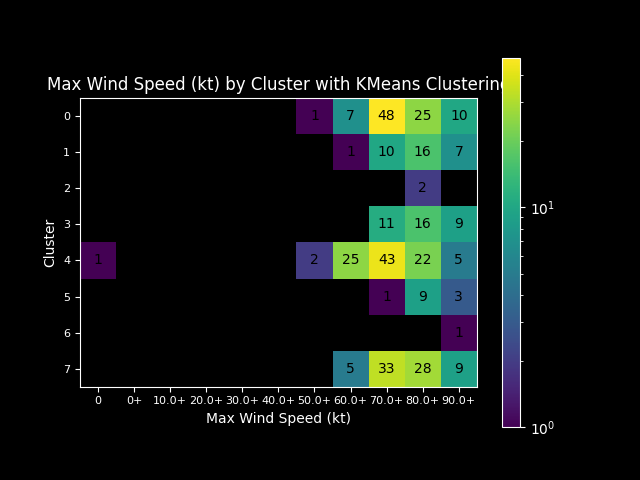 Max Wind Speed (kt) by Cluster with KMeans Clustering
0 1 7 48 25 10
1 1 10 16 7
2 2
3 11 16 9
4 1 2 25 43 22 5
5 1 9 3
6 1
7 5 33 28 9
0 0+ 10.0+ 20.0+ 30.0+ 40.0+ 50.0+ 60.0+ 70.0+ 80.0+ 90.0+
Max Wind Speed (kt)
Cluster
10¹
10⁰